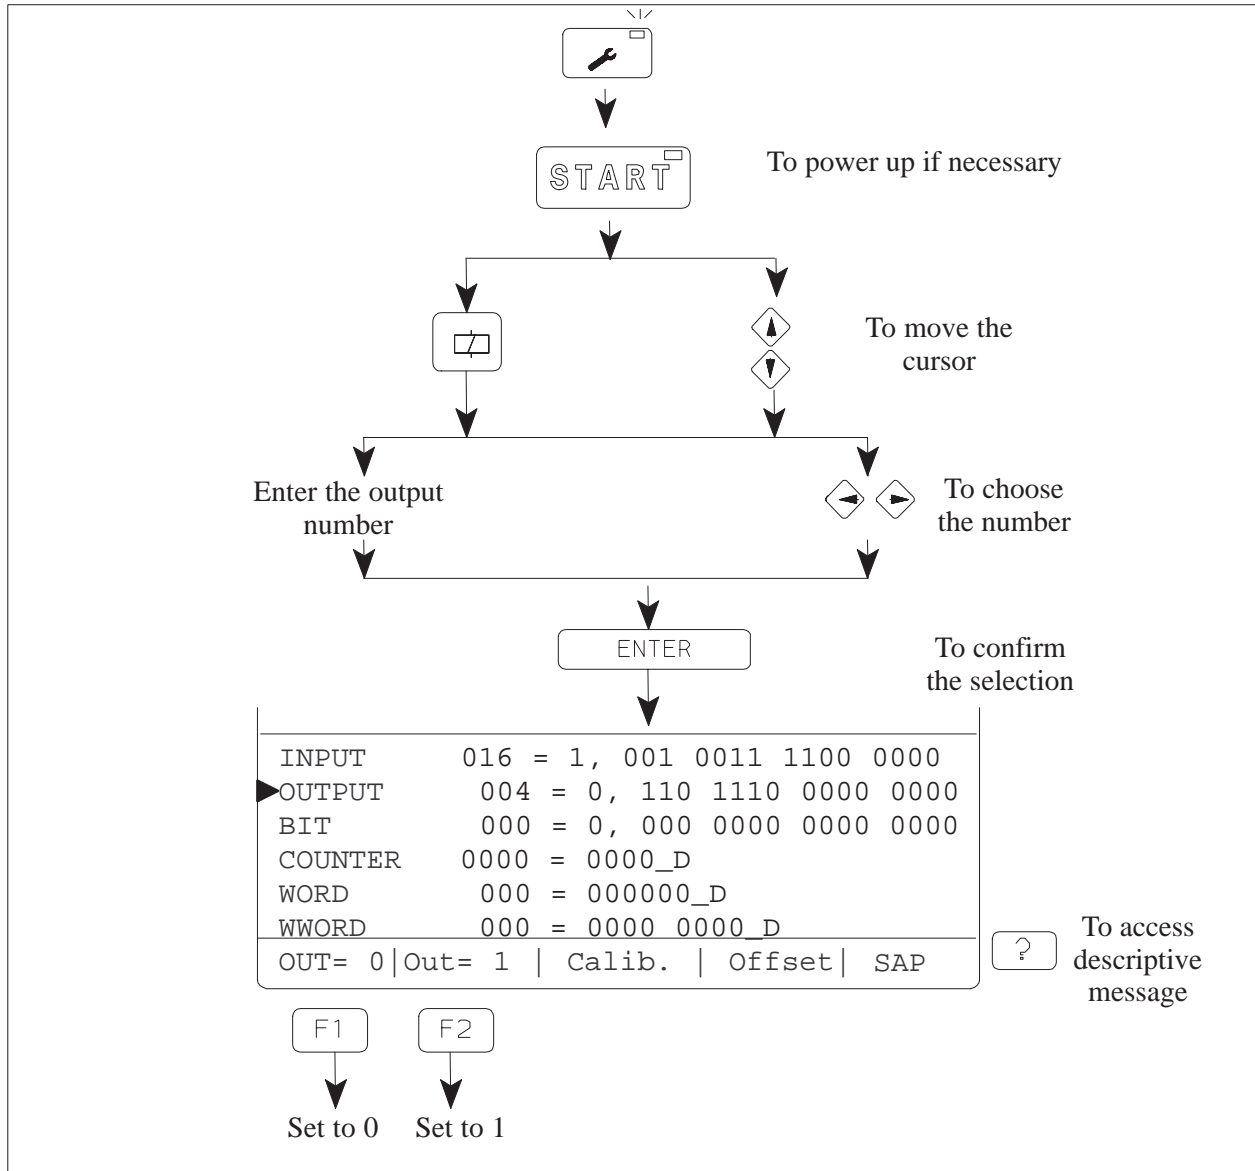 START
To power up if necessary
To move the
cursor
Enter the output
number
To choose
the number
ENTER
To confirm
the selection
INPUT 016 = 1, 001 0011 1100 0000
OUTPUT 004 = 0, 110 1110 0000 0000
BIT 000 = 0, 000 0000 0000 0000
COUNTER 0000 = 0000_D
WORD 000 = 000000_D
WWORD 000 = 0000 0000_D
OUT= 0|Out= 1 | Calib. | Offset| SAP
?
To access
descriptive
message
F1 F2
Set to 0 Set to 1